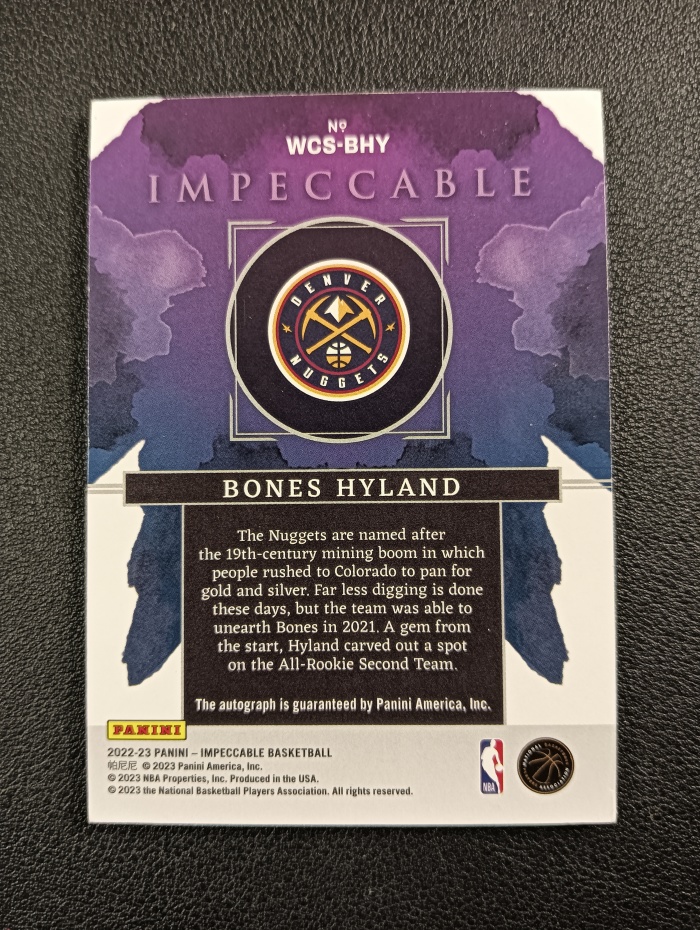 Nº
WCS-BHY
IMPECCABLE
DENVER
NUGGETS
BONES HYLAND
The Nuggets are named after
the 19th-century mining boom in which
people rushed to Colorado to pan for
gold and silver. Far less digging is done
these days, but the team was able to
unearth Bones in 2021. A gem from
the start, Hyland carved out a spot
on the All-Rookie Second Team.
The autograph is guaranteed by Panini America, Inc.
PANINI
2022-23 PANINI – IMPECCABLE BASKETBALL
帕尼尼 © 2023 Panini America, Inc.
© 2023 NBA Properties, Inc. Produced in the USA.
© 2023 the National Basketball Players Association. All rights reserved.
NBA
NATIONAL BASKETBALL
PLAYERS ASSOCIATION